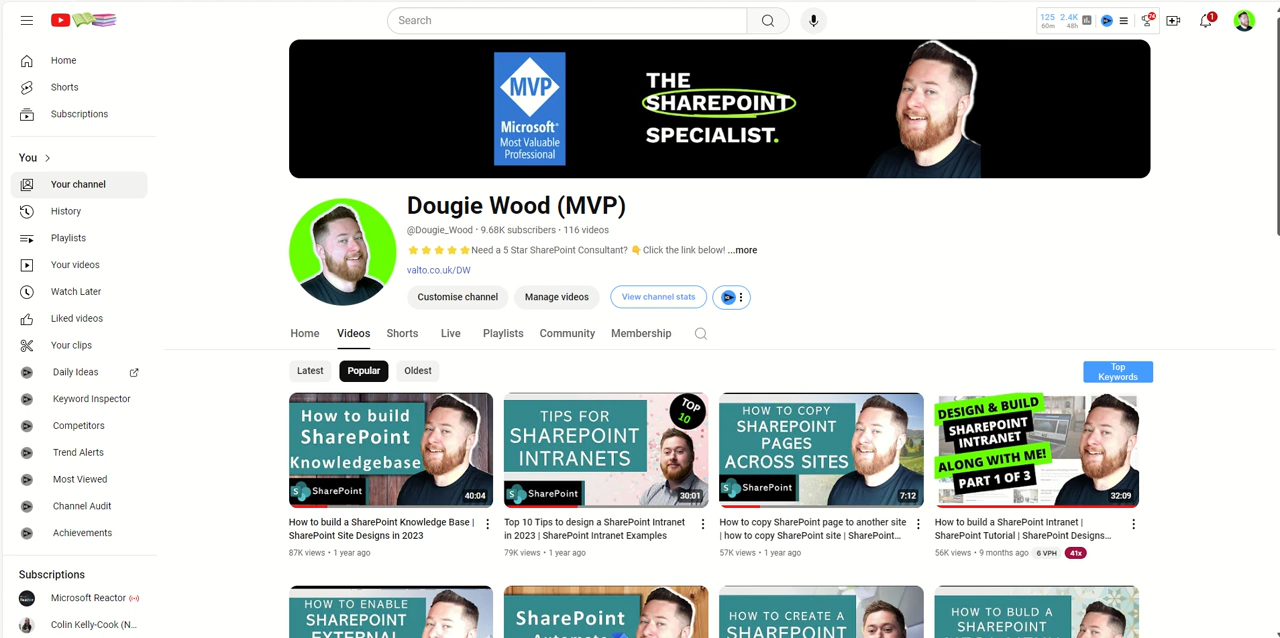 Search
125 2.4K
60m 48h
24
1
Home
Shorts
Subscriptions
You
Your channel
History
Playlists
Your videos
Watch Later
Liked videos
Your clips
Daily Ideas
Keyword Inspector
Competitors
Trend Alerts
Most Viewed
Channel Audit
Achievements
Subscriptions
Microsoft Reactor
Colin Kelly-Cook (N...
MVP
Microsoft®
Most Valuable
Professional
THE
SHAREPOINT
SPECIALIST.
Dougie Wood (MVP)
@Dougie_Wood • 9.68K subscribers • 116 videos
⭐⭐⭐⭐⭐Need a 5 Star SharePoint Consultant? 👇Click the link below! ...more
valto.co.uk/DW
Customise channel Manage videos View channel stats
Home Videos Shorts Live Playlists Community Membership
Latest Popular Oldest
Top
Keywords
How to build
SharePoint
Knowledgebase
SharePoint
40:04
How to build a SharePoint Knowledge Base |
SharePoint Site Designs in 2023
87K views • 1 year ago
TOP
10
TIPS FOR
SHAREPOINT
INTRANETS
SharePoint
30:01
Top 10 Tips to design a SharePoint Intranet
in 2023 | SharePoint Intranet Examples
79K views • 1 year ago
HOW TO COPY
SHAREPOINT
PAGES
ACROSS SITES
SharePoint
7:12
How to copy SharePoint page to another site
| how to copy SharePoint site | SharePoint...
57K views • 1 year ago
DESIGN & BUILD
SHAREPOINT
INTRANET
ALONG WITH ME!
PART 1 OF 3
32:09
How to build a SharePoint Intranet |
SharePoint Tutorial | SharePoint Designs...
56K views • 9 months ago 6 VPH 41x
HOW TO ENABLE
SHAREPOINT
EXTERNAL
SharePoint
Automate
HOW TO CREATE A
SHAREPOINT
HOW TO BUILD A
SHAREPOINT